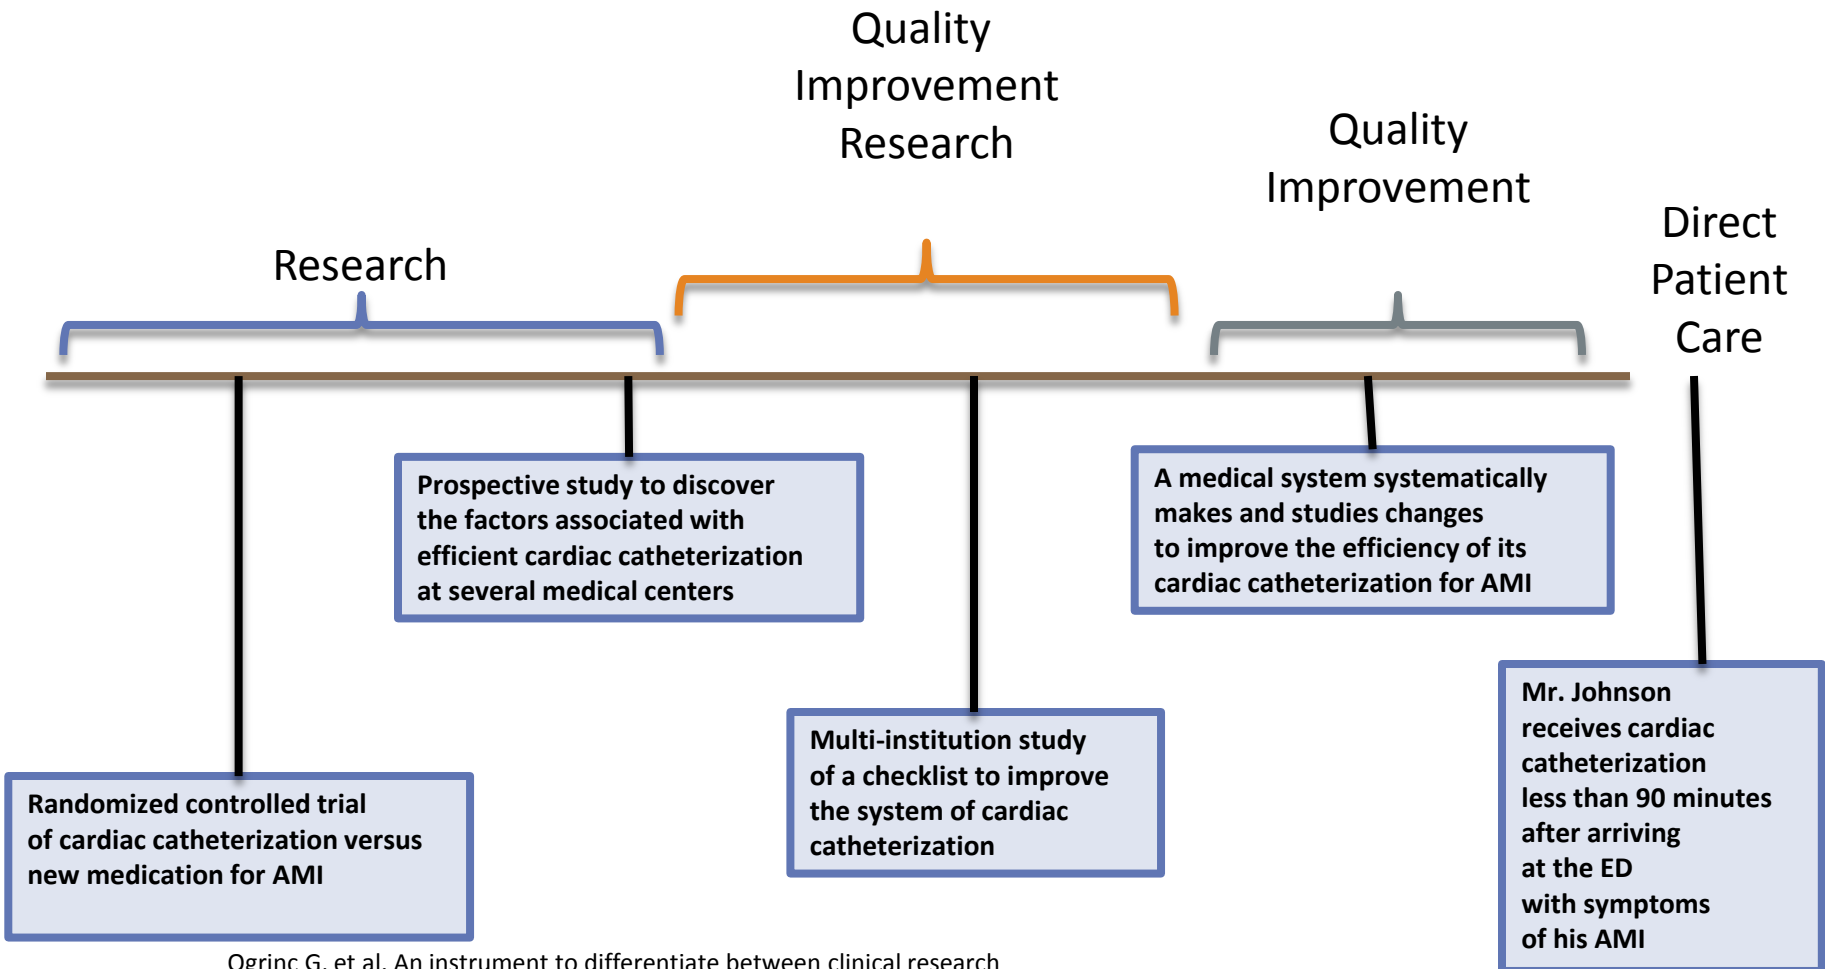 Quality
Improvement
Research
Quality
Improvement
Direct
Patient
Care
Research
Prospective study to discover
the factors associated with
efficient cardiac catheterization
at several medical centers
A medical system systematically
makes and studies changes
to improve the efficiency of its
cardiac catheterization for AMI
Mr. Johnson
receives cardiac
catheterization
less than 90 minutes
after arriving
at the ED
with symptoms
of his AMI
Multi-institution study
of a checklist to improve
the system of cardiac
catheterization
Randomized controlled trial
of cardiac catheterization versus
new medication for AMI
Ogrinc G, et al. An instrument to differentiate between clinical research